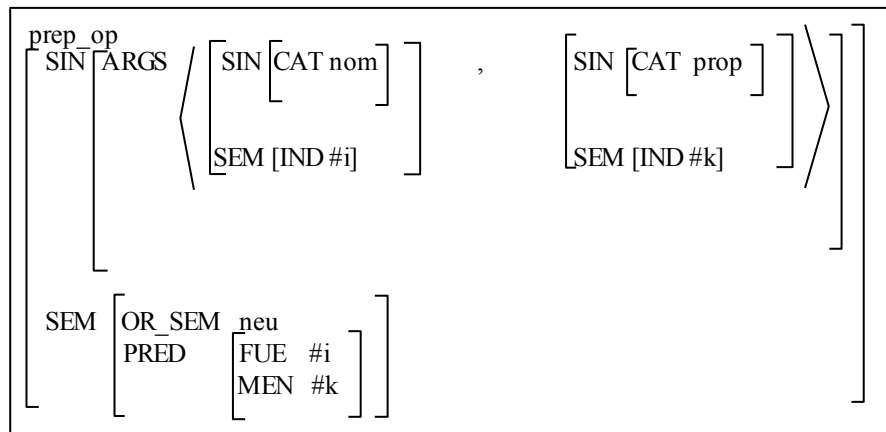 prep_op
SIN ARGS SIN CAT nom , SIN CAT prop
SEM [IND #i] SEM [IND #k]
SEM OR_SEM neu
PRED FUE #i
MEN #k